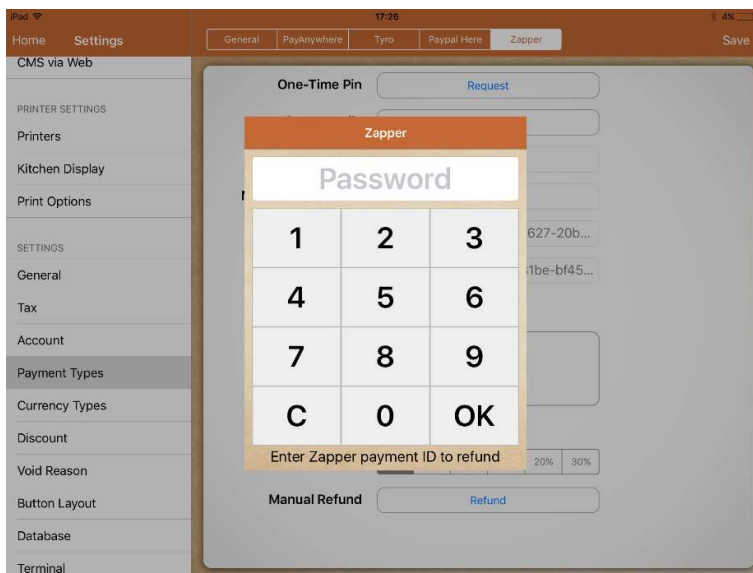 iPad 17:26 4%
Home Settings General PayAnywhere Tyro Paypal Here Zapper Save
CMS via Web
PRINTER SETTINGS
Printers
Kitchen Display
Print Options
SETTINGS
General
Tax
Account
Payment Types
Currency Types
Discount
Void Reason
Button Layout
Database
Terminal
One-Time Pin Request
Zapper
Password
1 2 3
4 5 6
7 8 9
C 0 OK
Enter Zapper payment ID to refund
627-20b...
1be-bf45...
20% 30%
Manual Refund Refund